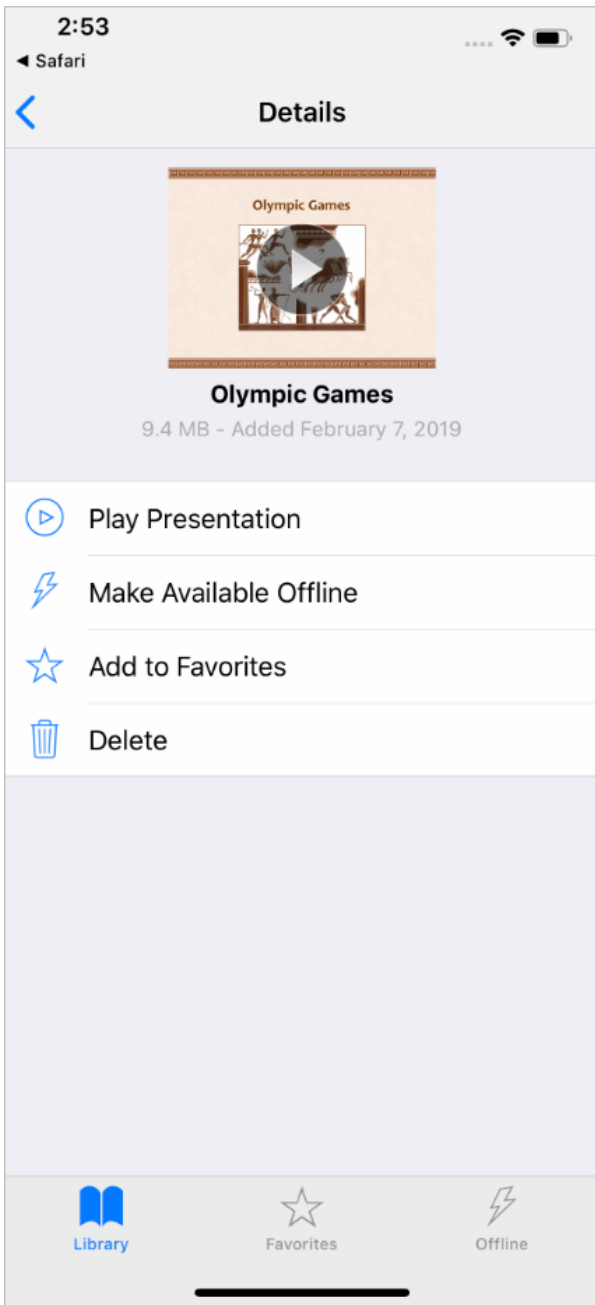 2:53
◀ Safari
Details
Olympic Games
Olympic Games
9.4 MB - Added February 7, 2019
Play Presentation
Make Available Offline
Add to Favorites
Delete
Library Favorites Offline